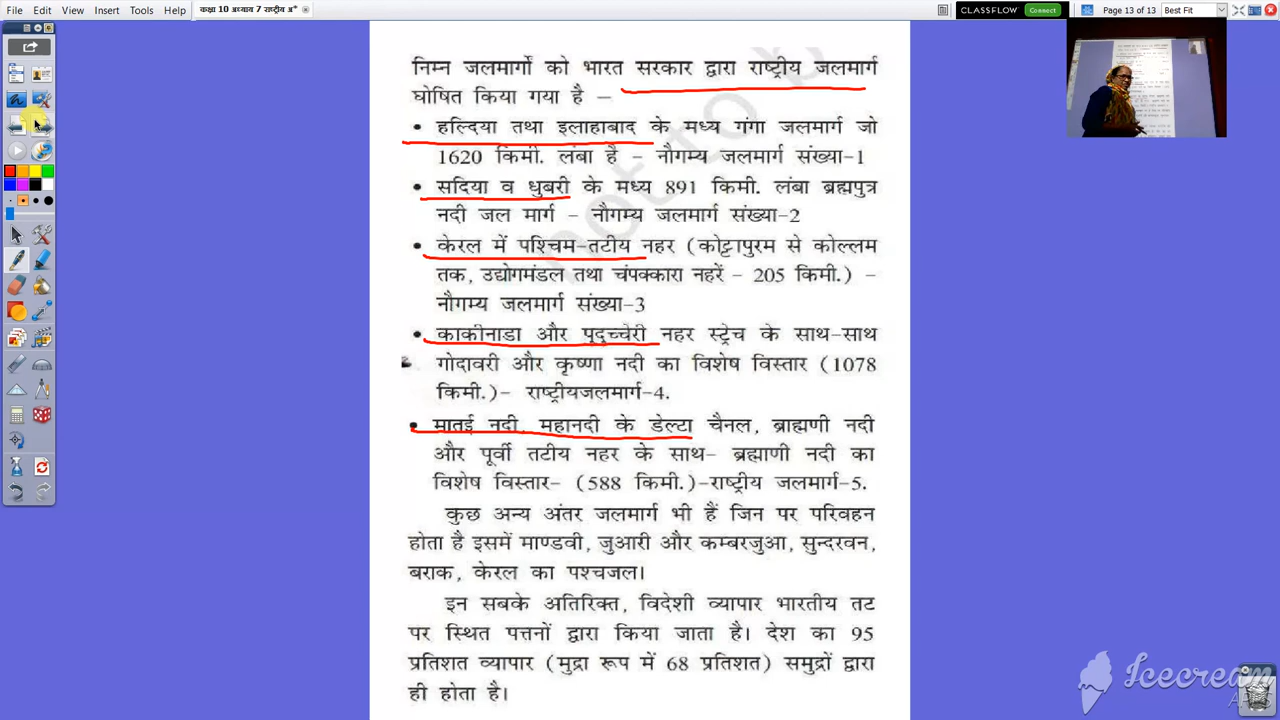 File Edit View Insert Tools Help कक्षा 10 अध्याय 7 राष्ट्रीय अ* CLASSFLOW Connect Page 13 of 13 Best Fit
निम्न जलमार्गों को भारत सरकार द्वारा राष्ट्रीय जलमार्ग
घोषित किया गया है –
• हल्दिया तथा इलाहाबाद के मध्य गंगा जलमार्ग जो
1620 किमी. लंबा है – नौगम्य जलमार्ग संख्या-1
• सदिया व धुबरी के मध्य 891 किमी. लंबा ब्रह्मपुत्र
नदी जल मार्ग – नौगम्य जलमार्ग संख्या-2
• केरल में पश्चिम-तटीय नहर (कोट्टापुरम से कोल्लम
तक, उद्योगमंडल तथा चंपक्कारा नहरें – 205 किमी.) –
नौगम्य जलमार्ग संख्या-3
• काकीनाडा और पुदुच्चेरी नहर स्ट्रेच के साथ-साथ
गोदावरी और कृष्णा नदी का विशेष विस्तार (1078
किमी.)– राष्ट्रीयजलमार्ग-4.
• मातई नदी, महानदी के डेल्टा चैनल, ब्राह्मणी नदी
और पूर्वी तटीय नहर के साथ– ब्रह्माणी नदी का
विशेष विस्तार– (588 किमी.)–राष्ट्रीय जलमार्ग-5.
कुछ अन्य अंतर जलमार्ग भी हैं जिन पर परिवहन
होता है इसमें माण्डवी, जुआरी और कम्बरजुआ, सुन्दरवन,
बराक, केरल का पश्चजल।
इन सबके अतिरिक्त, विदेशी व्यापार भारतीय तट
पर स्थित पत्तनों द्वारा किया जाता है। देश का 95
प्रतिशत व्यापार (मुद्रा रूप में 68 प्रतिशत) समुद्रों द्वारा
ही होता है।
Icecream